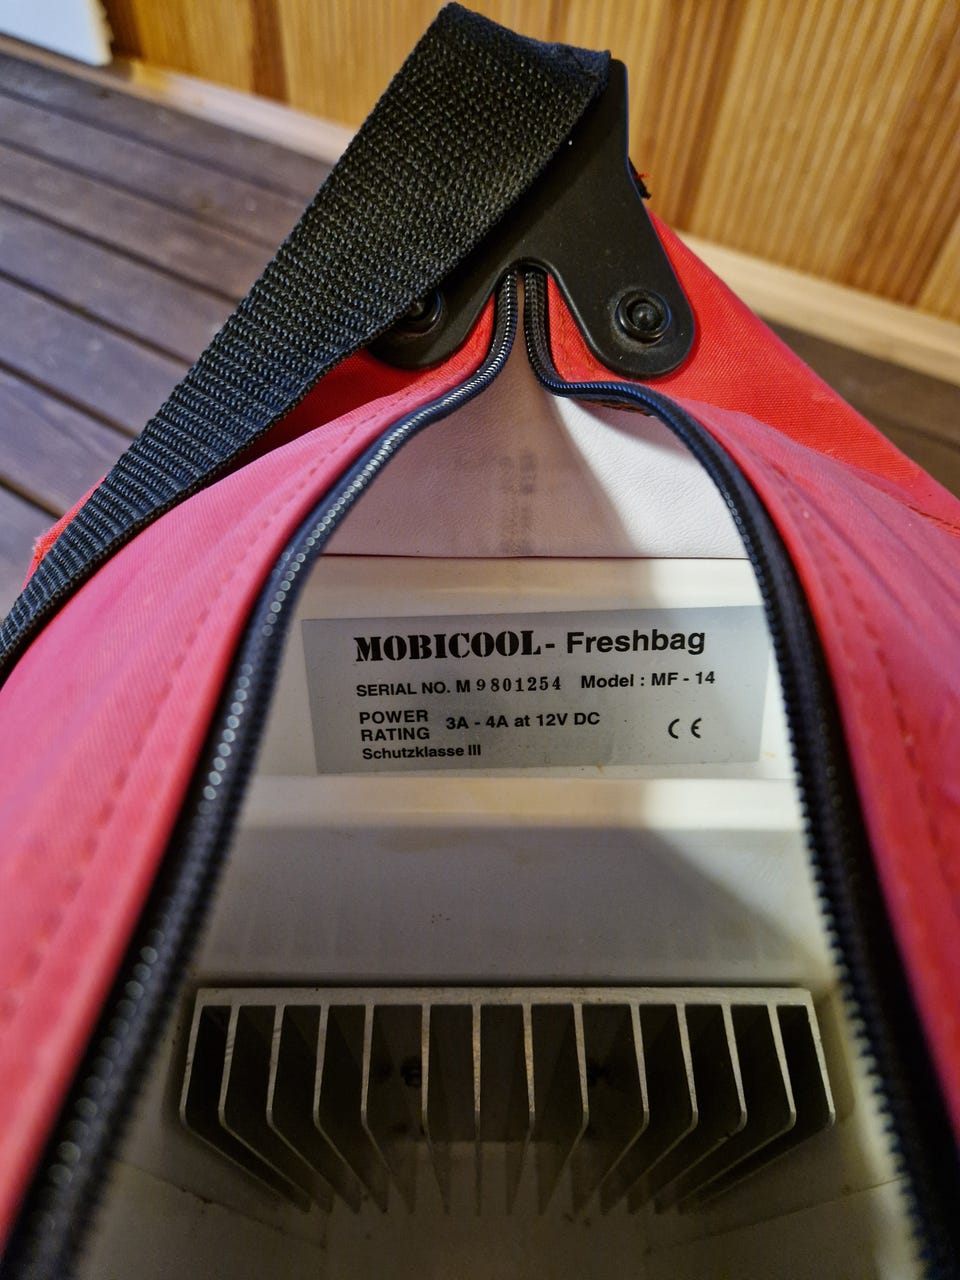 MOBICOOL - Freshbag
SERIAL NO. M 9801254 Model : MF - 14
POWER RATING 3A - 4A at 12V DC
CE
Schutzklasse III